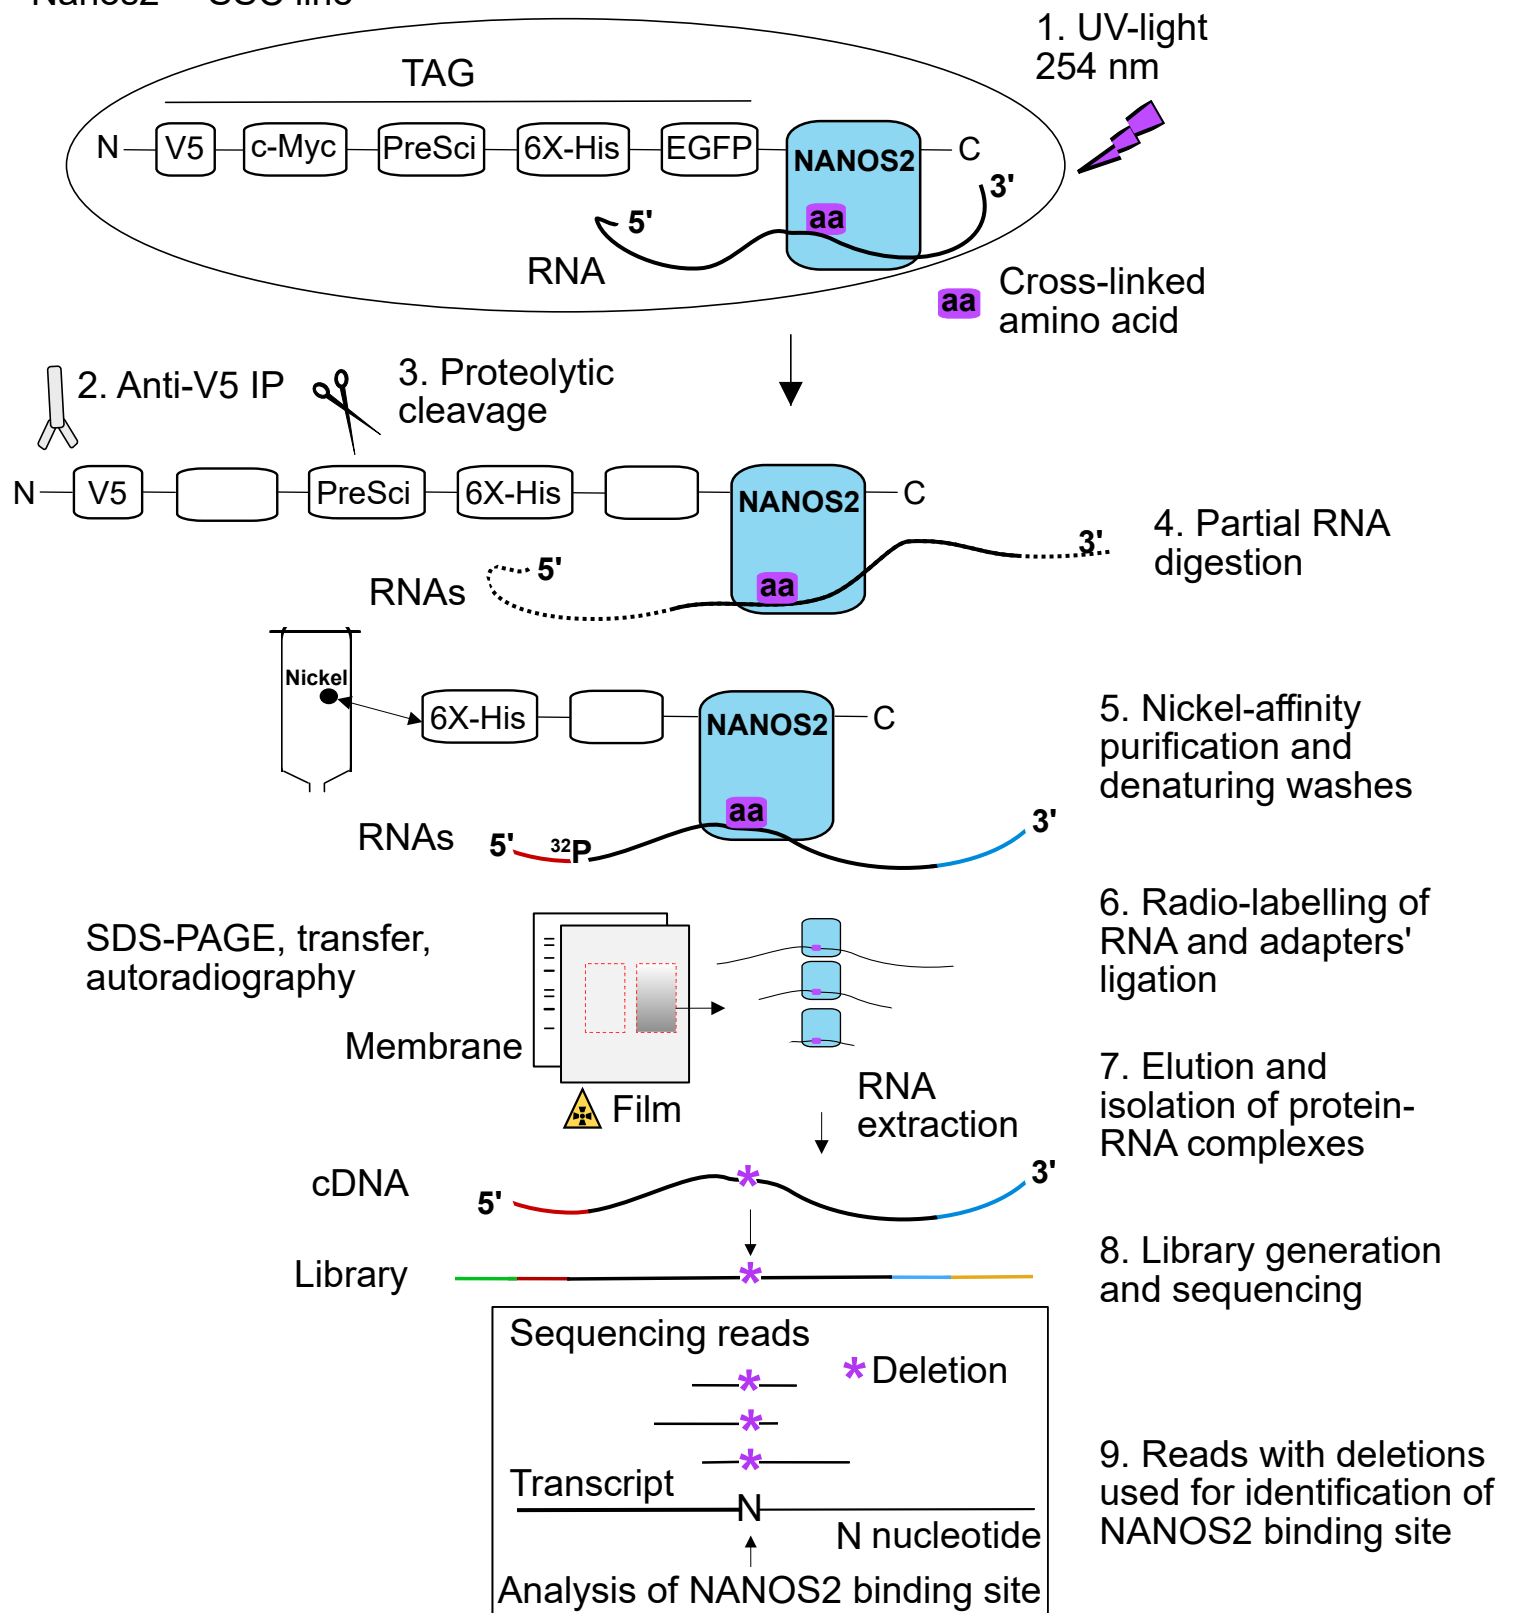 1. UV-light
254 nm
TAG
N V5 c-Myc PreSci 6X-His EGFP NANOS2 C
aa
5'
3'
RNA
aa Cross-linked
amino acid
2. Anti-V5 IP
3. Proteolytic
cleavage
N V5 PreSci 6X-His NANOS2 C
aa
RNAs 5' 3'
4. Partial RNA
digestion
Nickel
6X-His NANOS2 C
aa
RNAs 5' 32P 3'
5. Nickel-affinity
purification and
denaturing washes
SDS-PAGE, transfer,
autoradiography
Membrane
Film
6. Radio-labelling of
RNA and adapters'
ligation
RNA
extraction
7. Elution and
isolation of protein-
RNA complexes
cDNA 5' * 3'
Library *
8. Library generation
and sequencing
Sequencing reads
* Deletion
*
*
*
Transcript
N
N nucleotide
Analysis of NANOS2 binding site
9. Reads with deletions
used for identification of
NANOS2 binding site